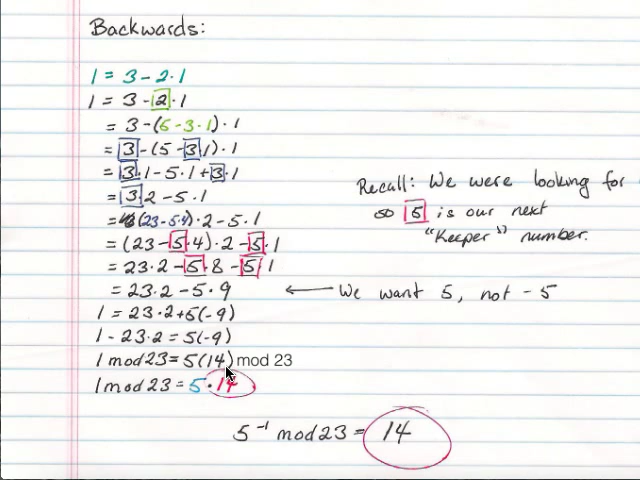 Backwards:
1 = 3 - 2·1
1 = 3 - 2·1
= 3 - (5 - 3·1)·1
= 3 - (5 - 3·1)·1
= 3·1 - 5·1 + 3·1
= 3·2 - 5·1
= (23 - 5·4)·2 - 5·1
= (23 - 5·4)·2 - 5·1
= 23·2 - 5·8 - 5·1
= 23·2 - 5·9
1 = 23·2 + 5(-9)
1 - 23·2 = 5(-9)
1 mod 23 = 5(14) mod 23
1 mod 23 = 5·14
Recall: We were looking for
so 5 is our next
"Keeper" number.
← We want 5, not -5
5⁻¹ mod 23 = 14